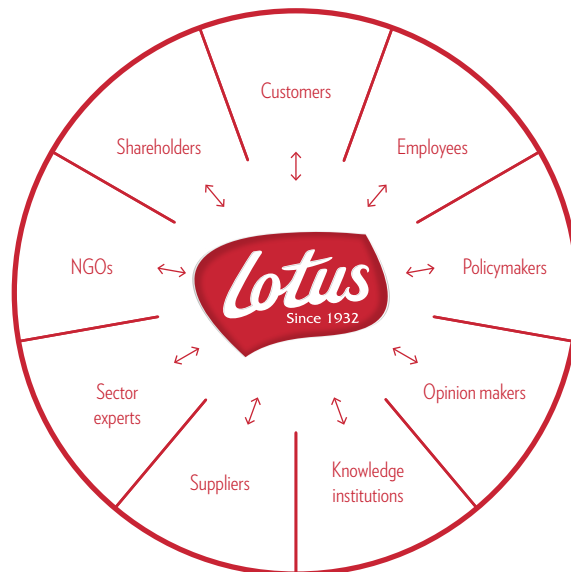 Customers
Shareholders
Employees
NGOs
Policymakers
Lotus
Since 1932
Sector
experts
Opinion makers
Suppliers
Knowledge
institutions